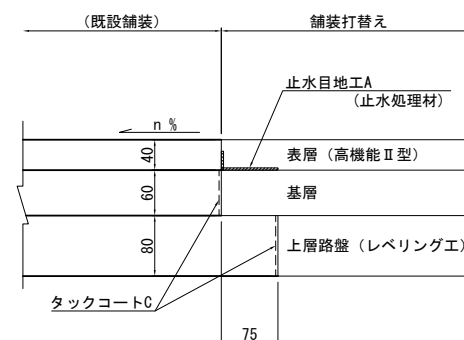 (既設舗装)
舗装打替え
止水目地工A
(止水処理材)
n %
40
表層（高機能Ⅱ型）
60
基層
80
上層路盤（レベリング工）
タックコートC
75